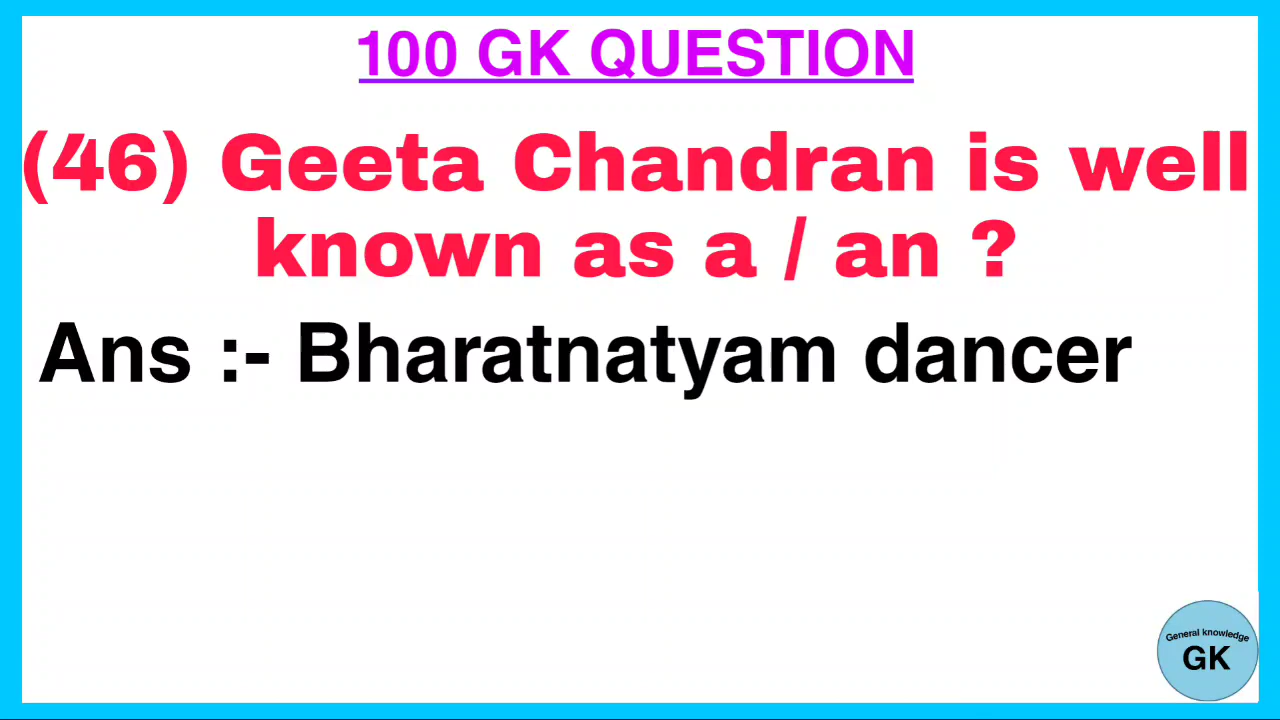 100 GK QUESTION
(46) Geeta Chandran is well
known as a / an ?
Ans :- Bharatnatyam dancer
General knowledge
GK